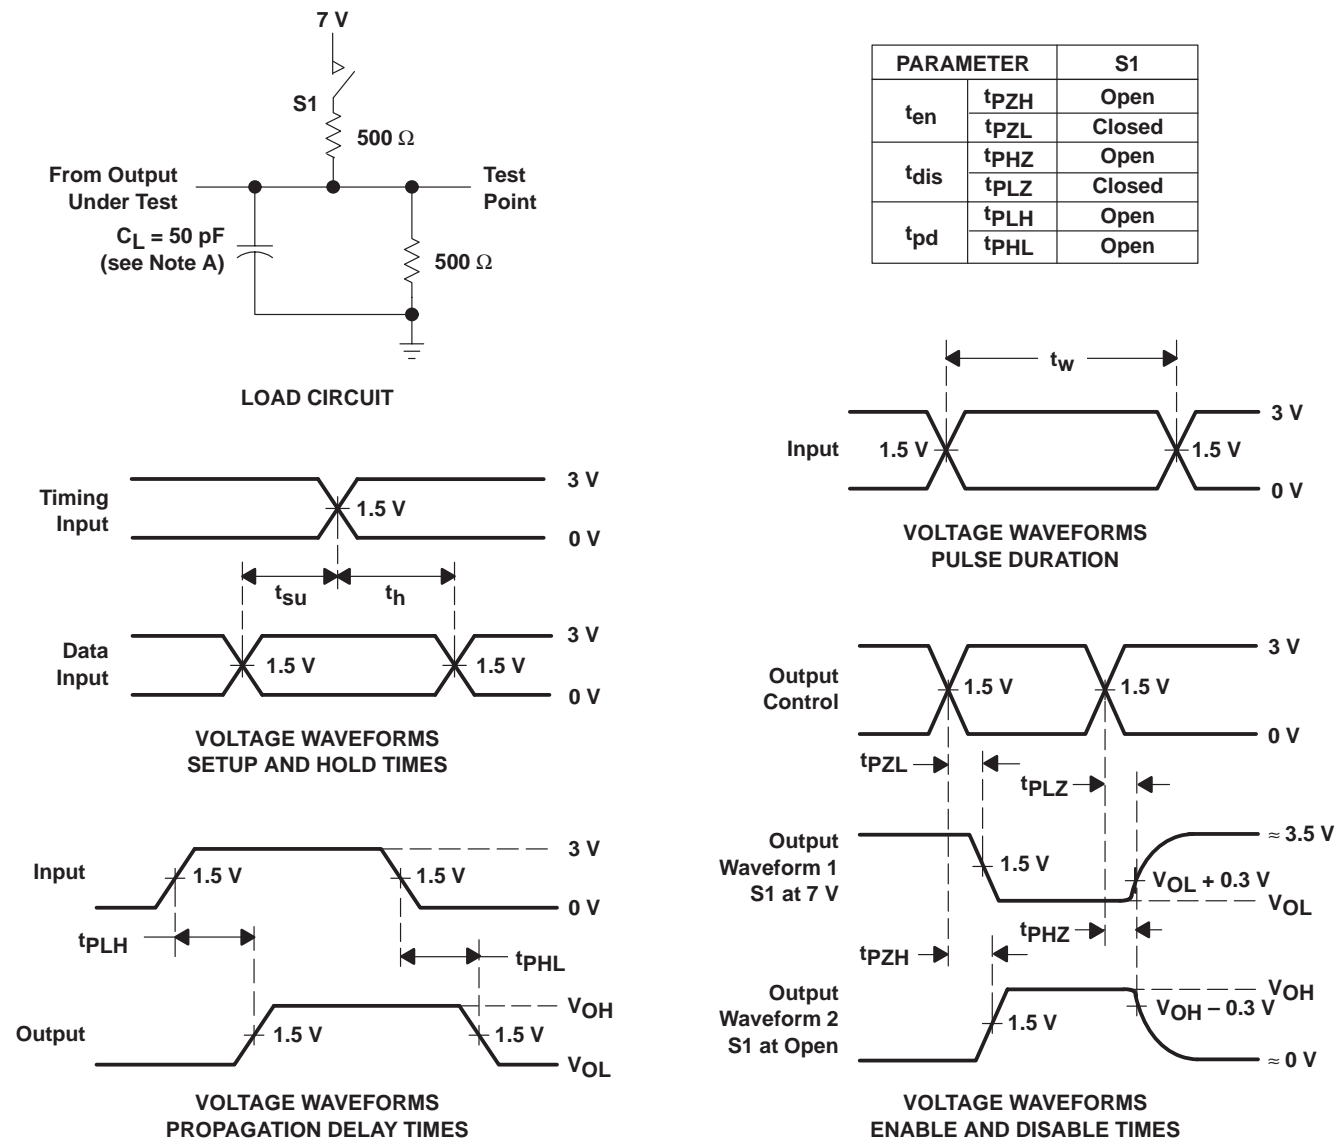 7 V
S1
500 Ω
From Output
Under Test
Test
Point
CL = 50 pF
(see Note A)
500 Ω
LOAD CIRCUIT
PARAMETER S1
ten tPZH Open
tPZL Closed
tdis tPHZ Open
tPLZ Closed
tpd tPLH Open
tPHL Open
tw
3 V
Input 1.5 V 1.5 V
0 V
VOLTAGE WAVEFORMS
PULSE DURATION
3 V
Timing
Input
1.5 V
0 V
tsu th
3 V
Data
Input
1.5 V 1.5 V
0 V
VOLTAGE WAVEFORMS
SETUP AND HOLD TIMES
3 V
Input 1.5 V 1.5 V
0 V
tPLH
tPHL
VOH
Output 1.5 V 1.5 V
VOL
VOLTAGE WAVEFORMS
PROPAGATION DELAY TIMES
3 V
Output
Control
1.5 V 1.5 V
0 V
tPZL
tPLZ
Output
Waveform 1
S1 at 7 V
≈ 3.5 V
1.5 V
VOL + 0.3 V
VOL
tPHZ
tPZH
Output
Waveform 2
S1 at Open
VOH
VOH – 0.3 V
1.5 V
≈ 0 V
VOLTAGE WAVEFORMS
ENABLE AND DISABLE TIMES